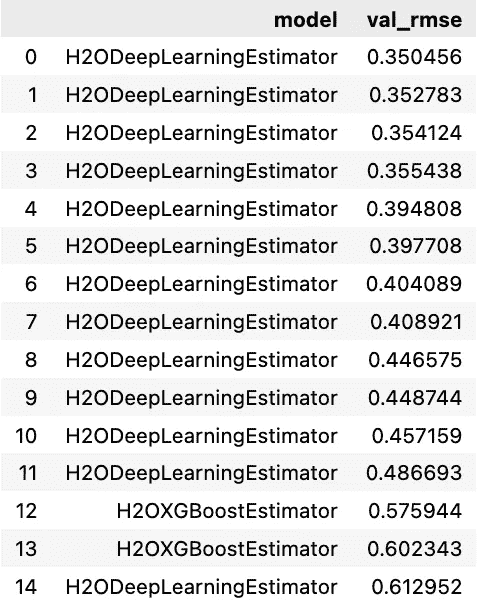 model val_rmse
0 H2ODeepLearningEstimator 0.350456
1 H2ODeepLearningEstimator 0.352783
2 H2ODeepLearningEstimator 0.354124
3 H2ODeepLearningEstimator 0.355438
4 H2ODeepLearningEstimator 0.394808
5 H2ODeepLearningEstimator 0.397708
6 H2ODeepLearningEstimator 0.404089
7 H2ODeepLearningEstimator 0.408921
8 H2ODeepLearningEstimator 0.446575
9 H2ODeepLearningEstimator 0.448744
10 H2ODeepLearningEstimator 0.457159
11 H2ODeepLearningEstimator 0.486693
12 H2OXGBoostEstimator 0.575944
13 H2OXGBoostEstimator 0.602343
14 H2ODeepLearningEstimator 0.612952